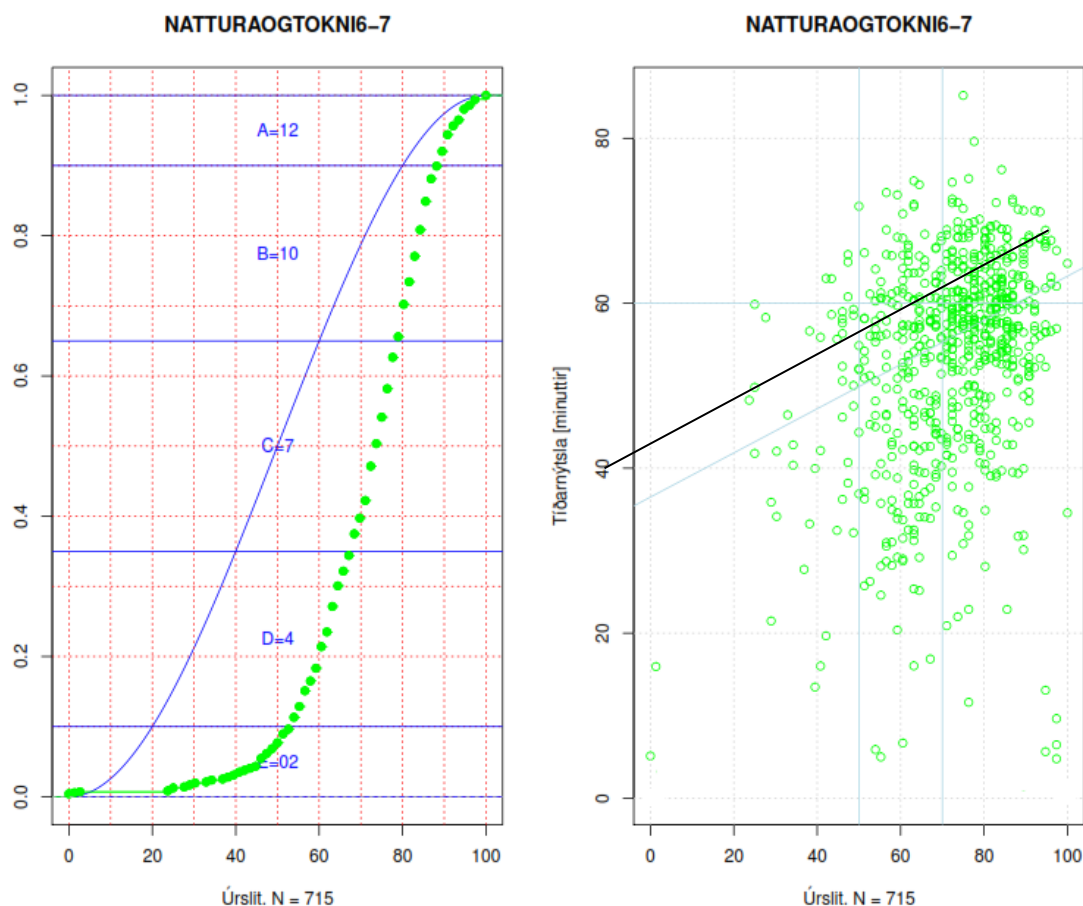 NATTURAOGTOKNI6−7
1.0
0.8
0.6
0.4
0.2
0.0
A=12
B=10
C=7
D=4
E=02
0 20 40 60 80 100
Úrslit. N = 715
NATTURAOGTOKNI6−7
Tíðarnýtsla [minuttir]
80
60
40
20
0
0 20 40 60 80 100
Úrslit. N = 715